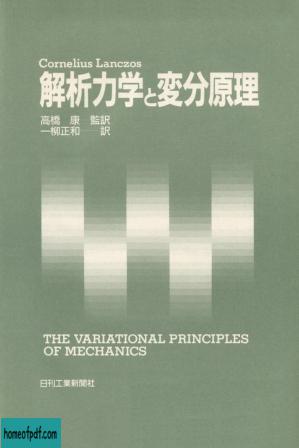 Cornelius Lanczos
解析力学と変分原理
高橋 康 監訳
一柳正和──訳
THE VARIATIONAL PRINCIPLES
OF MECHANICS
日刊工業新聞社
homeofpdf.com